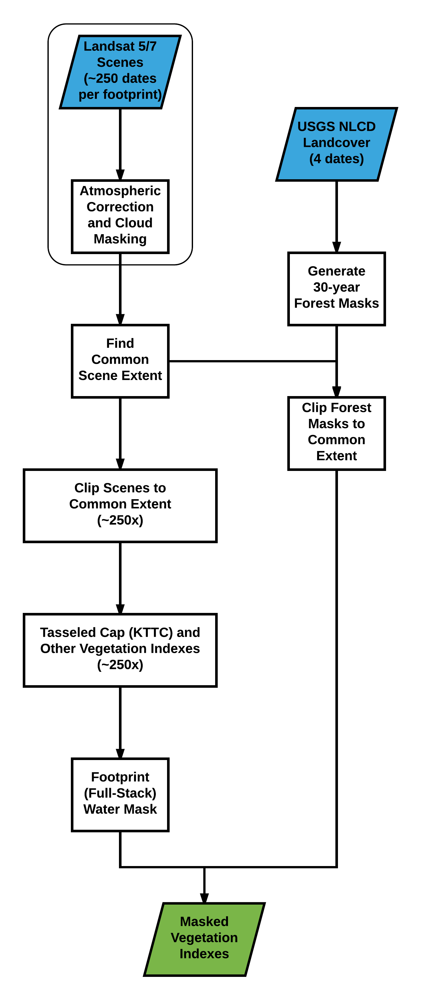 Landsat 5/7
Scenes
(~250 dates
per footprint)
USGS NLCD
Landcover
(4 dates)
Atmospheric
Correction
and Cloud
Masking
Generate
30-year
Forest Masks
Find
Common
Scene Extent
Clip Forest
Masks to
Common
Extent
Clip Scenes to
Common Extent
(~250x)
Tasseled Cap (KTTC) and
Other Vegetation Indexes
(~250x)
Footprint
(Full-Stack)
Water Mask
Masked
Vegetation
Indexes